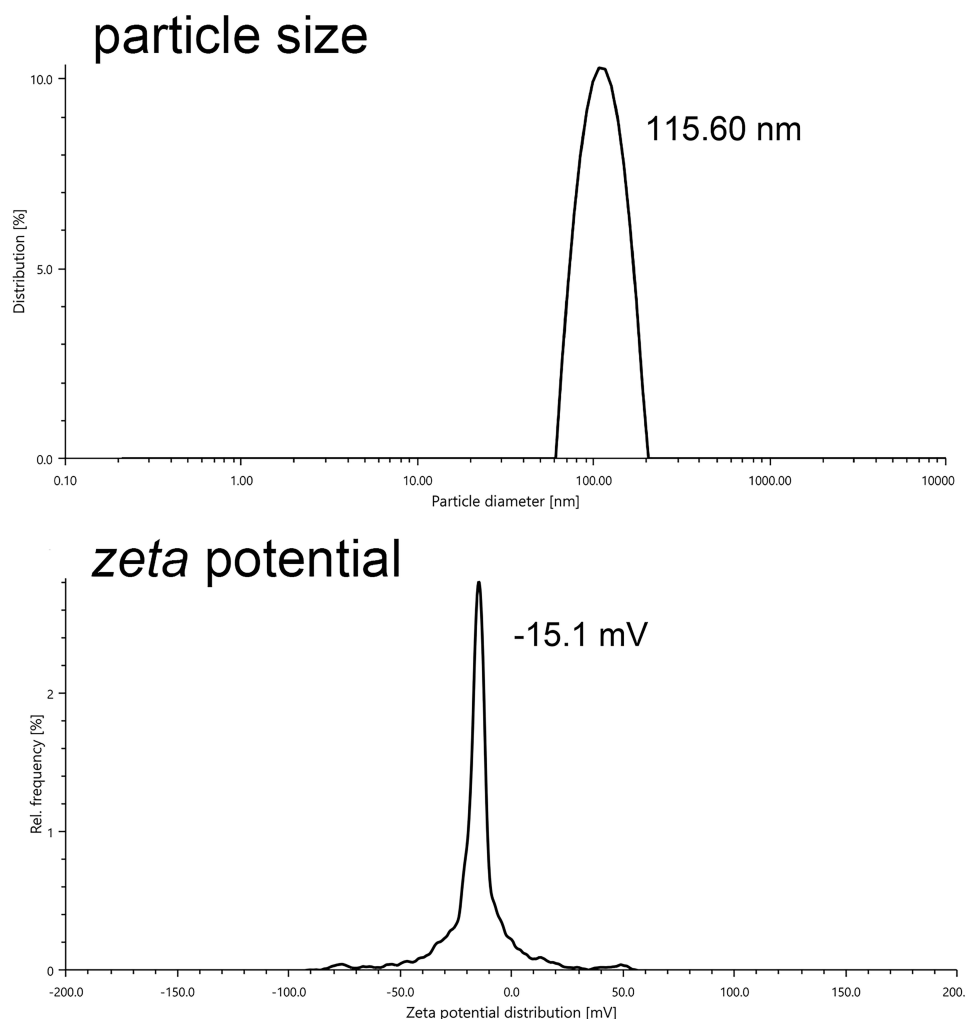 particle size
10.0
115.60 nm
Distribution [%]
5.0
0.0
0.10 1.00 10.00 100.00 1000.00 10000
Particle diameter [nm]
zeta potential
-15.1 mV
2
Rel. frequency [%]
1
0
-200.0 -150.0 -100.0 -50.0 0.0 50.0 100.0 150.0 200.
Zeta potential distribution [mV]